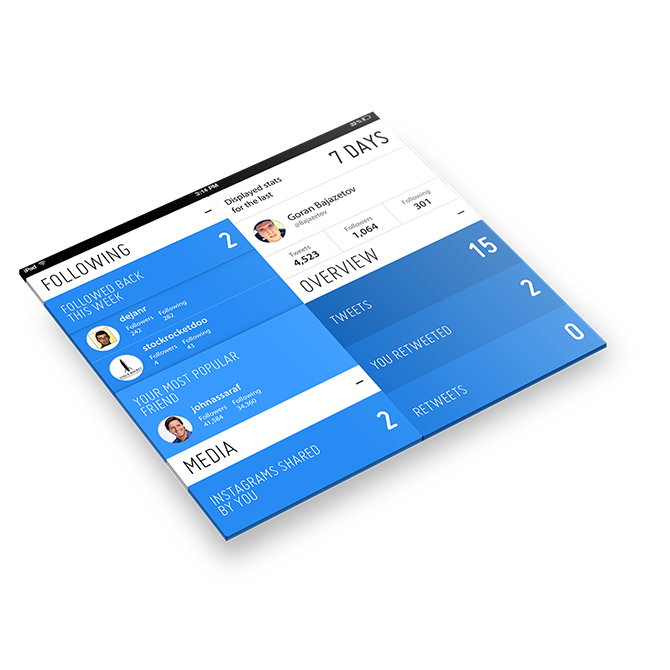 iPad
3:14 PM
22 %
FOLLOWING
FOLLOWED BACK
THIS WEEK
2
dejanr
Followers Following
242 282
stockrocketdoo
Followers Following
4 43
YOUR MOST POPULAR
FRIEND
johnassaraf
Followers Following
41,584 34,360
MEDIA
INSTAGRAMS SHARED
BY YOU
2
Displayed stats
for the last
7 DAYS
Goran Bajazetov
@Bajazetov
Tweets Followers Following
4,523 1,064 301
OVERVIEW
TWEETS 15
YOU RETWEETED 2
RETWEETS 0